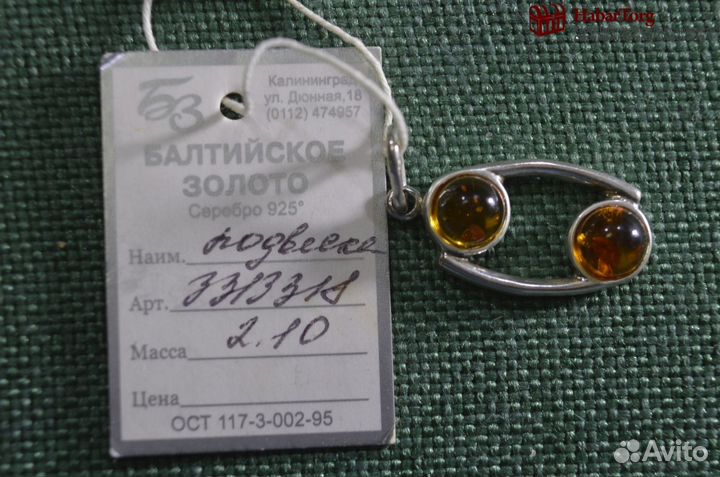 HabarTorg
БЗ
Калининград
ул. Дюнная,18
(0112) 474957
БАЛТИЙСКОЕ
ЗОЛОТО
Серебро 925°
Наим. подвеска
Арт.
Масса 2.10
Цена
ОСТ 117-3-002-95
Avito